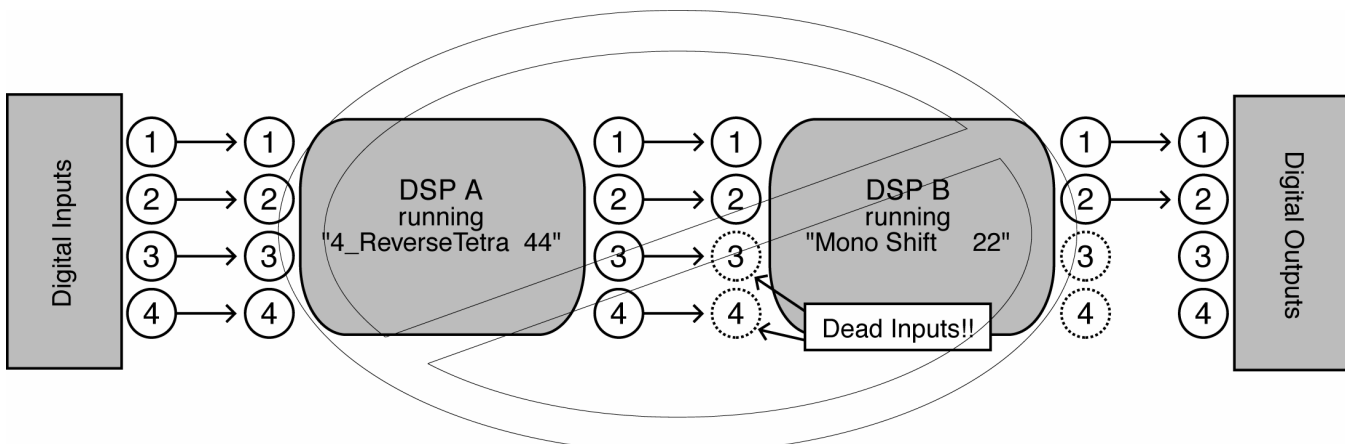 Digital Inputs
1 1
2 2
3 3
4 4
DSP A
running
"4_ReverseTetra 44"
1 1
2 2
3 3
4 4
DSP B
running
"Mono Shift 22"
Dead Inputs!!
1 1
2 2
3 3
4 4
Digital Outputs